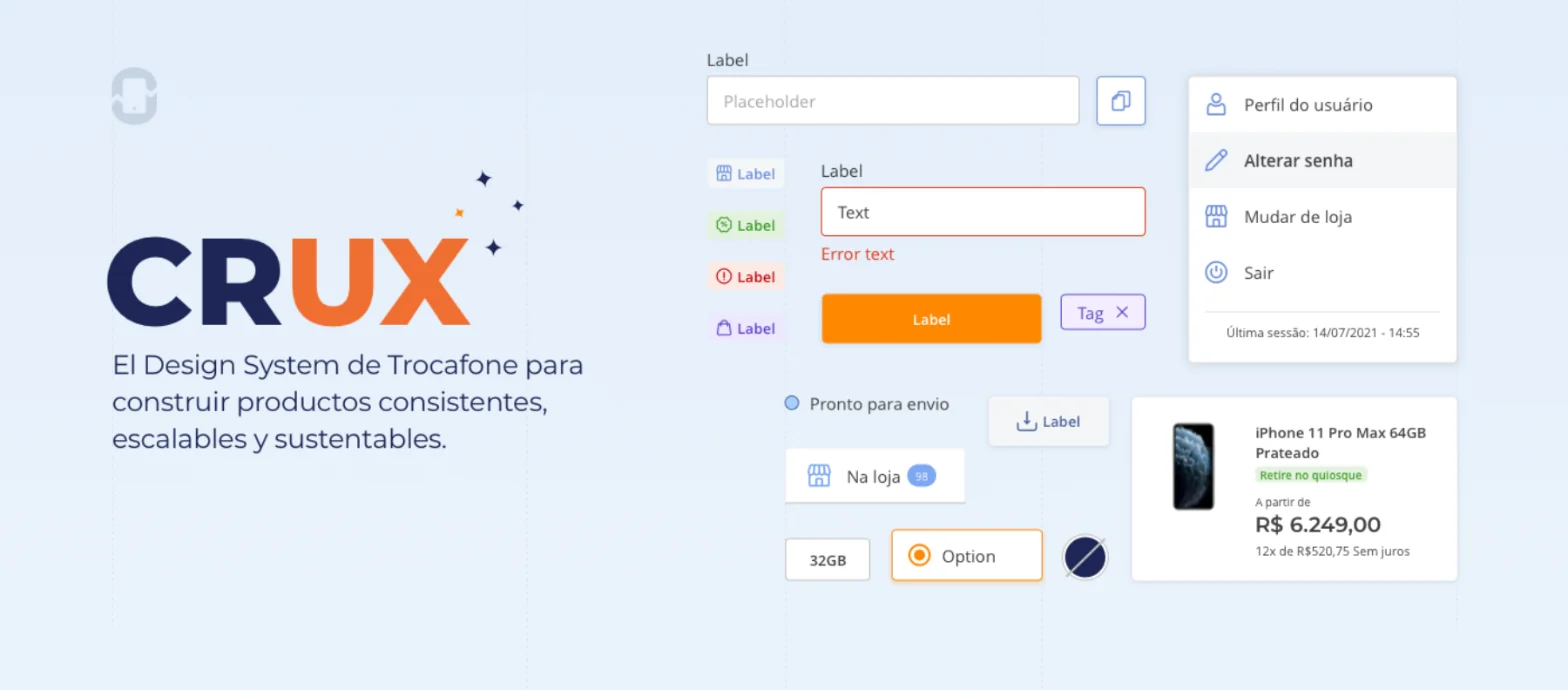 CRUX
El Design System de Trocafone para
construir productos consistentes,
escalables y sustentables.
Label
Placeholder
Label
Label
Label
Label
Label
Text
Error text
Label
Tag
Perfil do usuário
Alterar senha
Mudar de loja
Sair
Última sessão: 14/07/2021 - 14:55
Pronto para envio
Label
Na loja 98
32GB
Option
iPhone 11 Pro Max 64GB
Prateado
Retire no quiosque
A partir de
R$ 6.249,00
12x de R$520,75 Sem juros